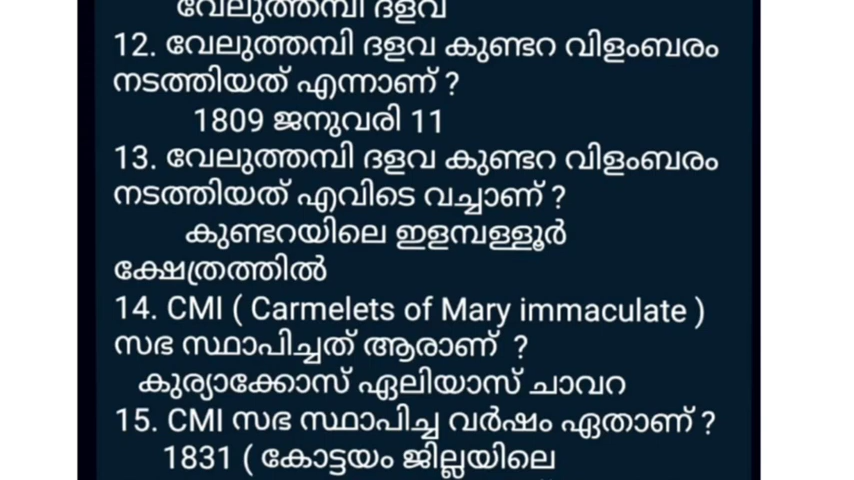 വേലുത്തമ്പി ദളവ
12. വേലുത്തമ്പി ദളവ കുണ്ടറ വിളംബരം
നടത്തിയത് എന്നാണ് ?
1809 ജനുവരി 11
13. വേലുത്തമ്പി ദളവ കുണ്ടറ വിളംബരം
നടത്തിയത് എവിടെ വച്ചാണ് ?
കുണ്ടറയിലെ ഇളമ്പള്ളൂർ
ക്ഷേത്രത്തിൽ
14. CMI ( Carmelets of Mary immaculate )
സഭ സ്ഥാപിച്ചത് ആരാണ് ?
കുര്യാക്കോസ് ഏലിയാസ് ചാവറ
15. CMI സഭ സ്ഥാപിച്ച വർഷം ഏതാണ് ?
1831 ( കോട്ടയം ജില്ലയിലെ